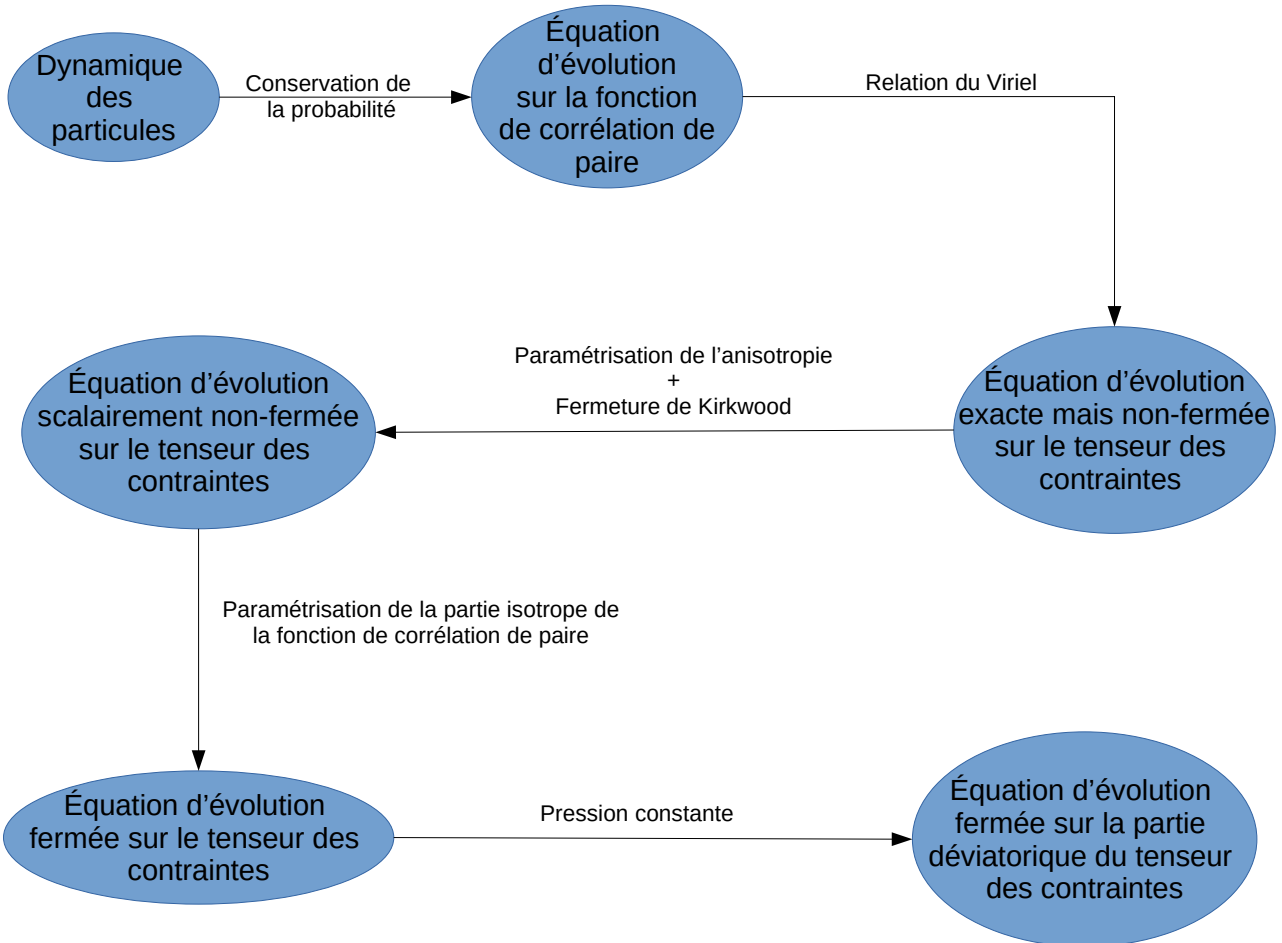 Dynamique
des
particules
Conservation de
la probabilité
Équation
d’évolution
sur la fonction
de corrélation de
paire
Relation du Viriel
Équation d’évolution
exacte mais non-fermée
sur le tenseur des
contraintes
Paramétrisation de l’anisotropie
+
Fermeture de Kirkwood
Équation d’évolution
scalairement non-fermée
sur le tenseur des
contraintes
Paramétrisation de la partie isotrope de
la fonction de corrélation de paire
Équation d’évolution
fermée sur le tenseur des
contraintes
Pression constante
Équation d’évolution
fermée sur la partie
déviatorique du tenseur
des contraintes